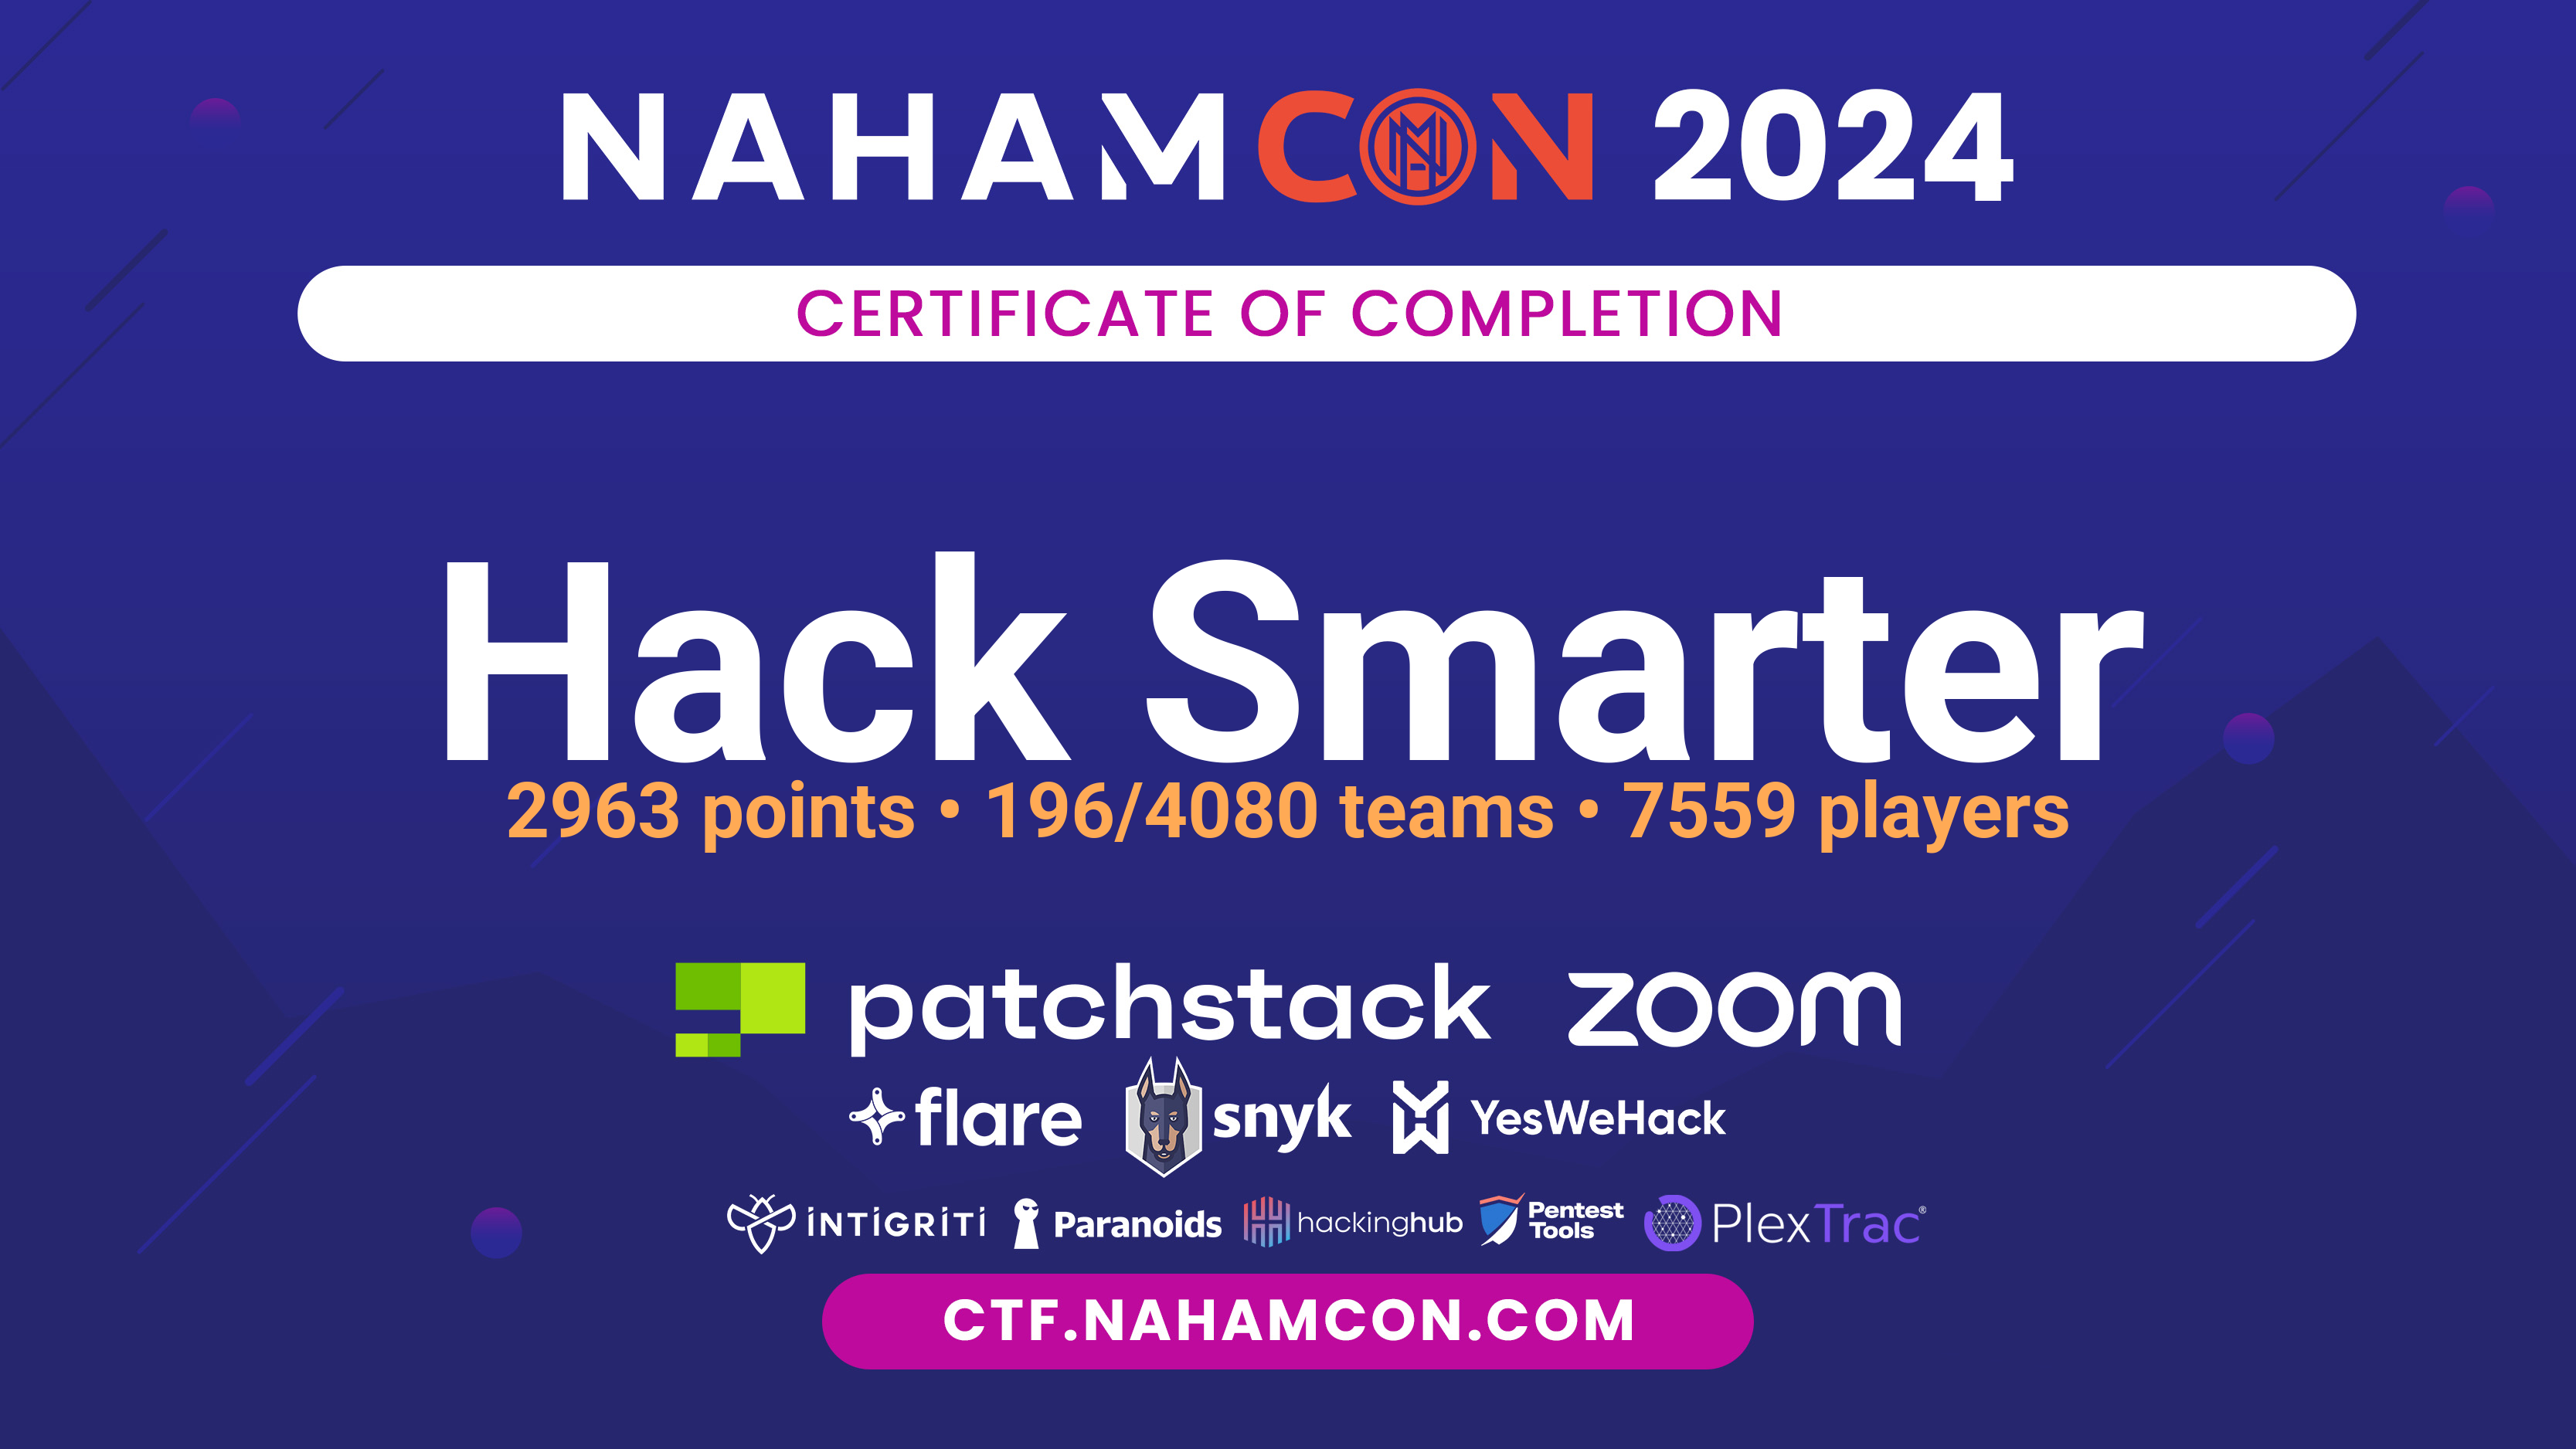 NAHAMCON 2024
CERTIFICATE OF COMPLETION
Hack Smarter
2963 points • 196/4080 teams • 7559 players
patchstack zoom
flare snyk YesWeHack
INTIGRITI Paranoids hackinghub Pentest Tools PlexTrac®
CTF.NAHAMCON.COM